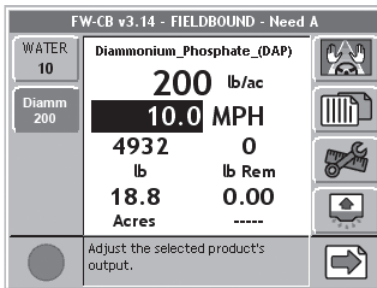 FW-CB v3.14 - FIELDBOUND - Need A
WATER
10
Diamm
200
Diammonium_Phosphate_(DAP)
200 lb/ac
10.0 MPH
4932 0
lb lb Rem
18.8 0.00
Acres -----
Adjust the selected product's
output.